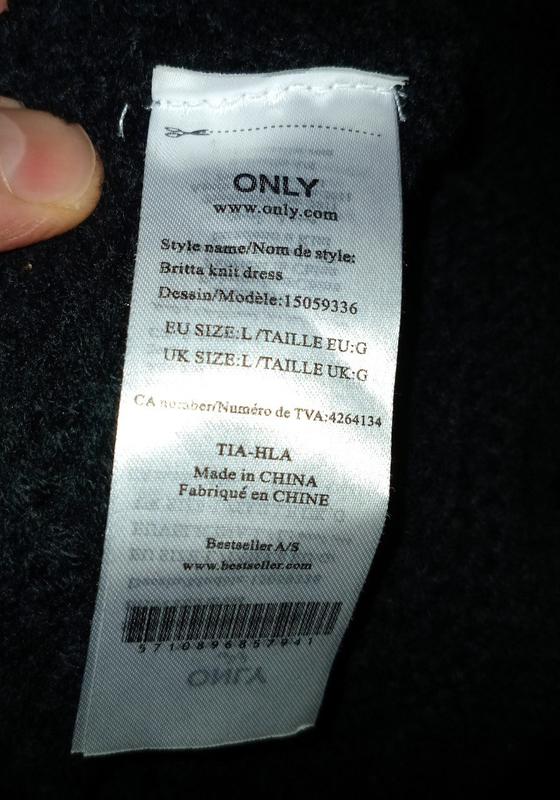 ONLY
www.only.com
Style name/Nom de style:
Britta knit dress
Dessin/Modèle:15059336
EU SIZE:L /TAILLE EU:G
UK SIZE:L /TAILLE UK:G
CA number/Numéro de TVA:4264134
TIA-HLA
Made in CHINA
Fabriqué en CHINE
Bestseller A/S
www.bestseller.com
5710896857941